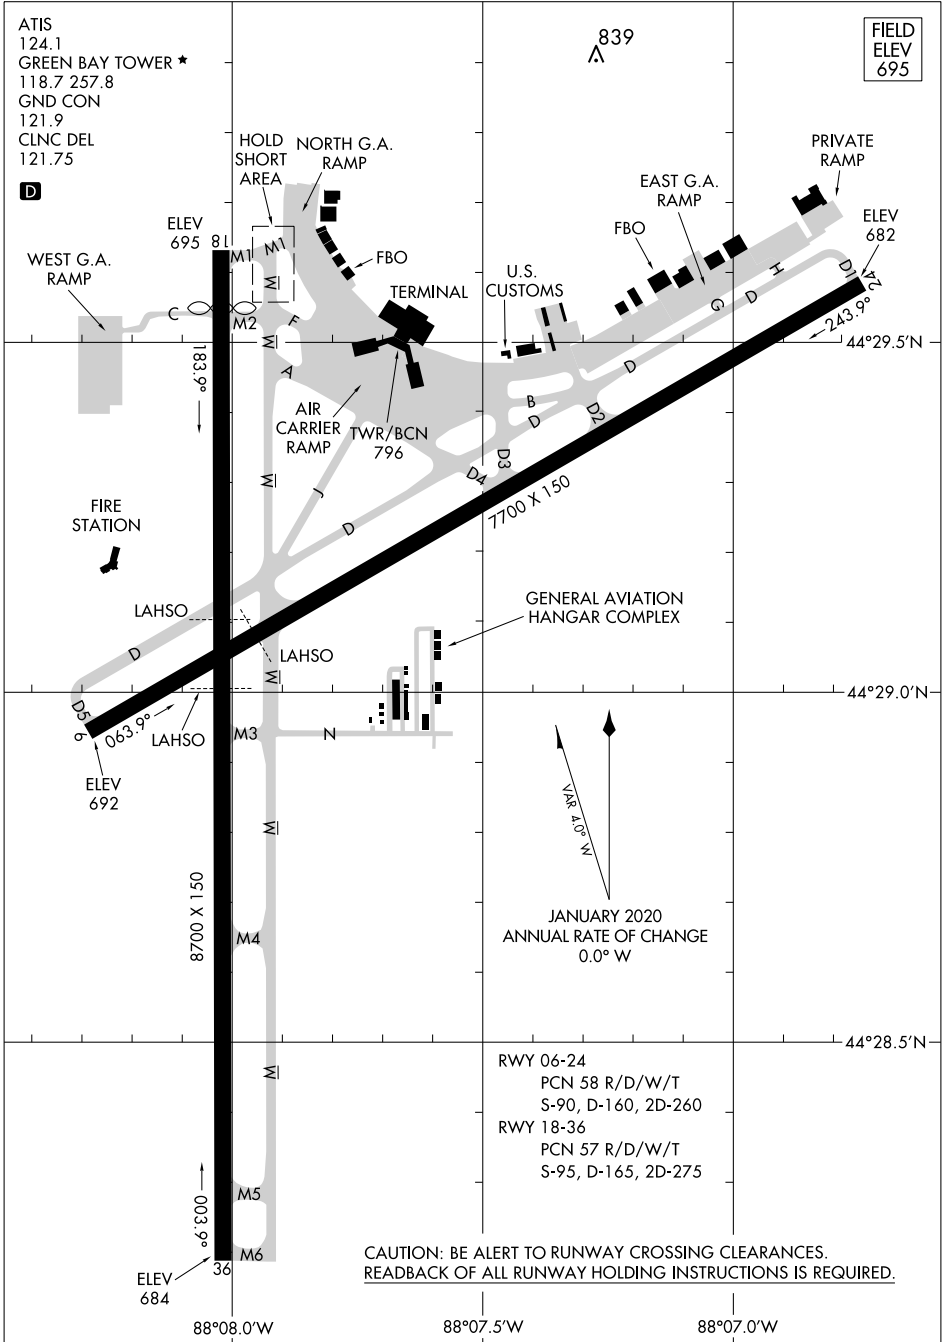 ATIS
124.1
GREEN BAY TOWER ★
118.7 257.8
GND CON
121.9
CLNC DEL
121.75
D
839
FIELD
ELEV
695
HOLD
SHORT
AREA
NORTH G.A.
RAMP
PRIVATE
RAMP
EAST G.A.
RAMP
ELEV
695
18
M1
M1
FBO
ELEV
682
WEST G.A.
RAMP
FBO
U.S.
CUSTOMS
TERMINAL
M
H
D1
24
C
M2
F
G
D
243.9°
183.9°
M
44°29.5'N
A
D
AIR
CARRIER
RAMP
TWR/BCN
796
B
D
D2
D3
D4
M
J
7700 X 150
D
FIRE
STATION
GENERAL AVIATION
HANGAR COMPLEX
LAHSO
LAHSO
D
M
44°29.0'N
D5
6
063.9°
LAHSO
M3
N
ELEV
692
VAR 4.0° W
M
8700 X 150
JANUARY 2020
ANNUAL RATE OF CHANGE
0.0° W
M4
44°28.5'N
M
RWY 06-24
PCN 58 R/D/W/T
S-90, D-160, 2D-260
RWY 18-36
PCN 57 R/D/W/T
S-95, D-165, 2D-275
003.9°
M5
M6
36
ELEV
684
CAUTION: BE ALERT TO RUNWAY CROSSING CLEARANCES.
READBACK OF ALL RUNWAY HOLDING INSTRUCTIONS IS REQUIRED.
88°08.0'W
88°07.5'W
88°07.0'W